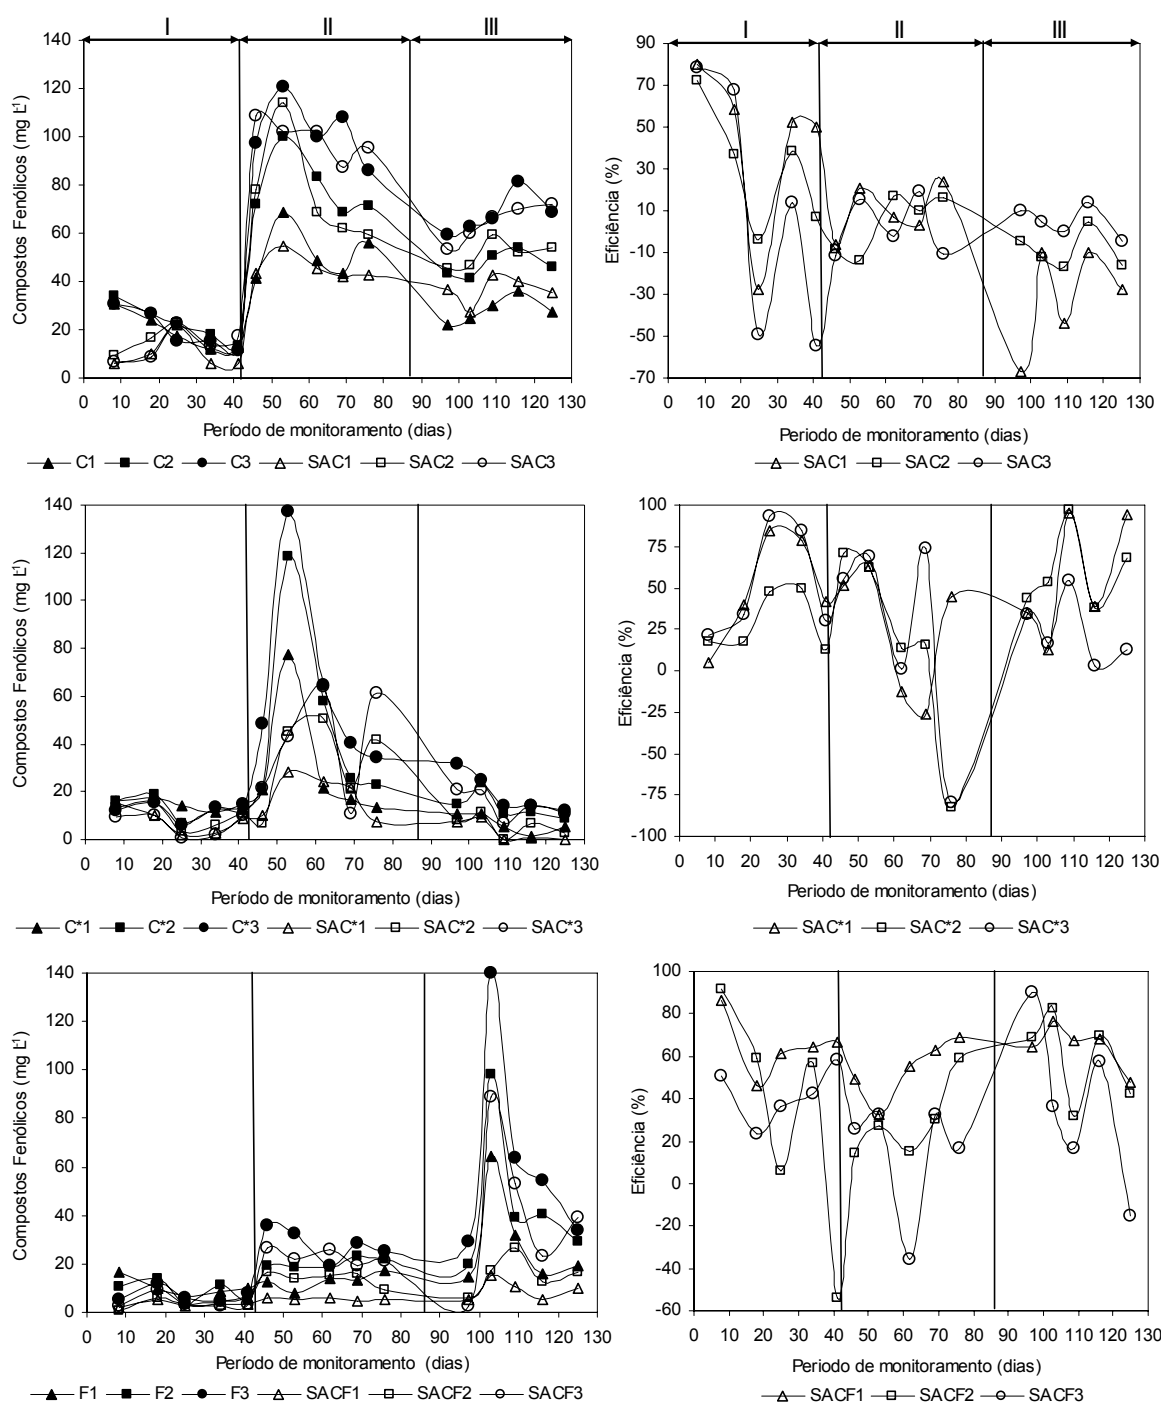 I II III
Compostos Fenólicos (mg L⁻¹)
140
120
100
80
60
40
20
0
0 10 20 30 40 50 60 70 80 90 100 110 120 130
Período de monitoramento (dias)
C1 C2 C3 SAC1 SAC2 SAC3
I II III
Eficiência (%)
90
70
50
30
10
-10
-30
-50
-70
0 10 20 30 40 50 60 70 80 90 100 110 120 130
Periodo de monitoramento (dias)
SAC1 SAC2 SAC3
Compostos Fenólicos (mg L⁻¹)
140
120
100
80
60
40
20
0
0 10 20 30 40 50 60 70 80 90 100 110 120 130
Período de monitoramento (dias)
C*1 C*2 C*3 SAC*1 SAC*2 SAC*3
Eficiência (%)
100
75
50
25
0
-25
-50
-75
-100
0 10 20 30 40 50 60 70 80 90 100 110 120 130
Periodo de monitoramento (dias)
SAC*1 SAC*2 SAC*3
Compostos Fenólicos (mg L⁻¹)
140
120
100
80
60
40
20
0
0 10 20 30 40 50 60 70 80 90 100 110 120 130
Período de monitoramento (dias)
F1 F2 F3 SACF1 SACF2 SACF3
Eficiência (%)
100
80
60
40
20
0
-20
-40
-60
0 10 20 30 40 50 60 70 80 90 100 110 120 130
Periodo de monitoramento (dias)
SACF1 SACF2 SACF3